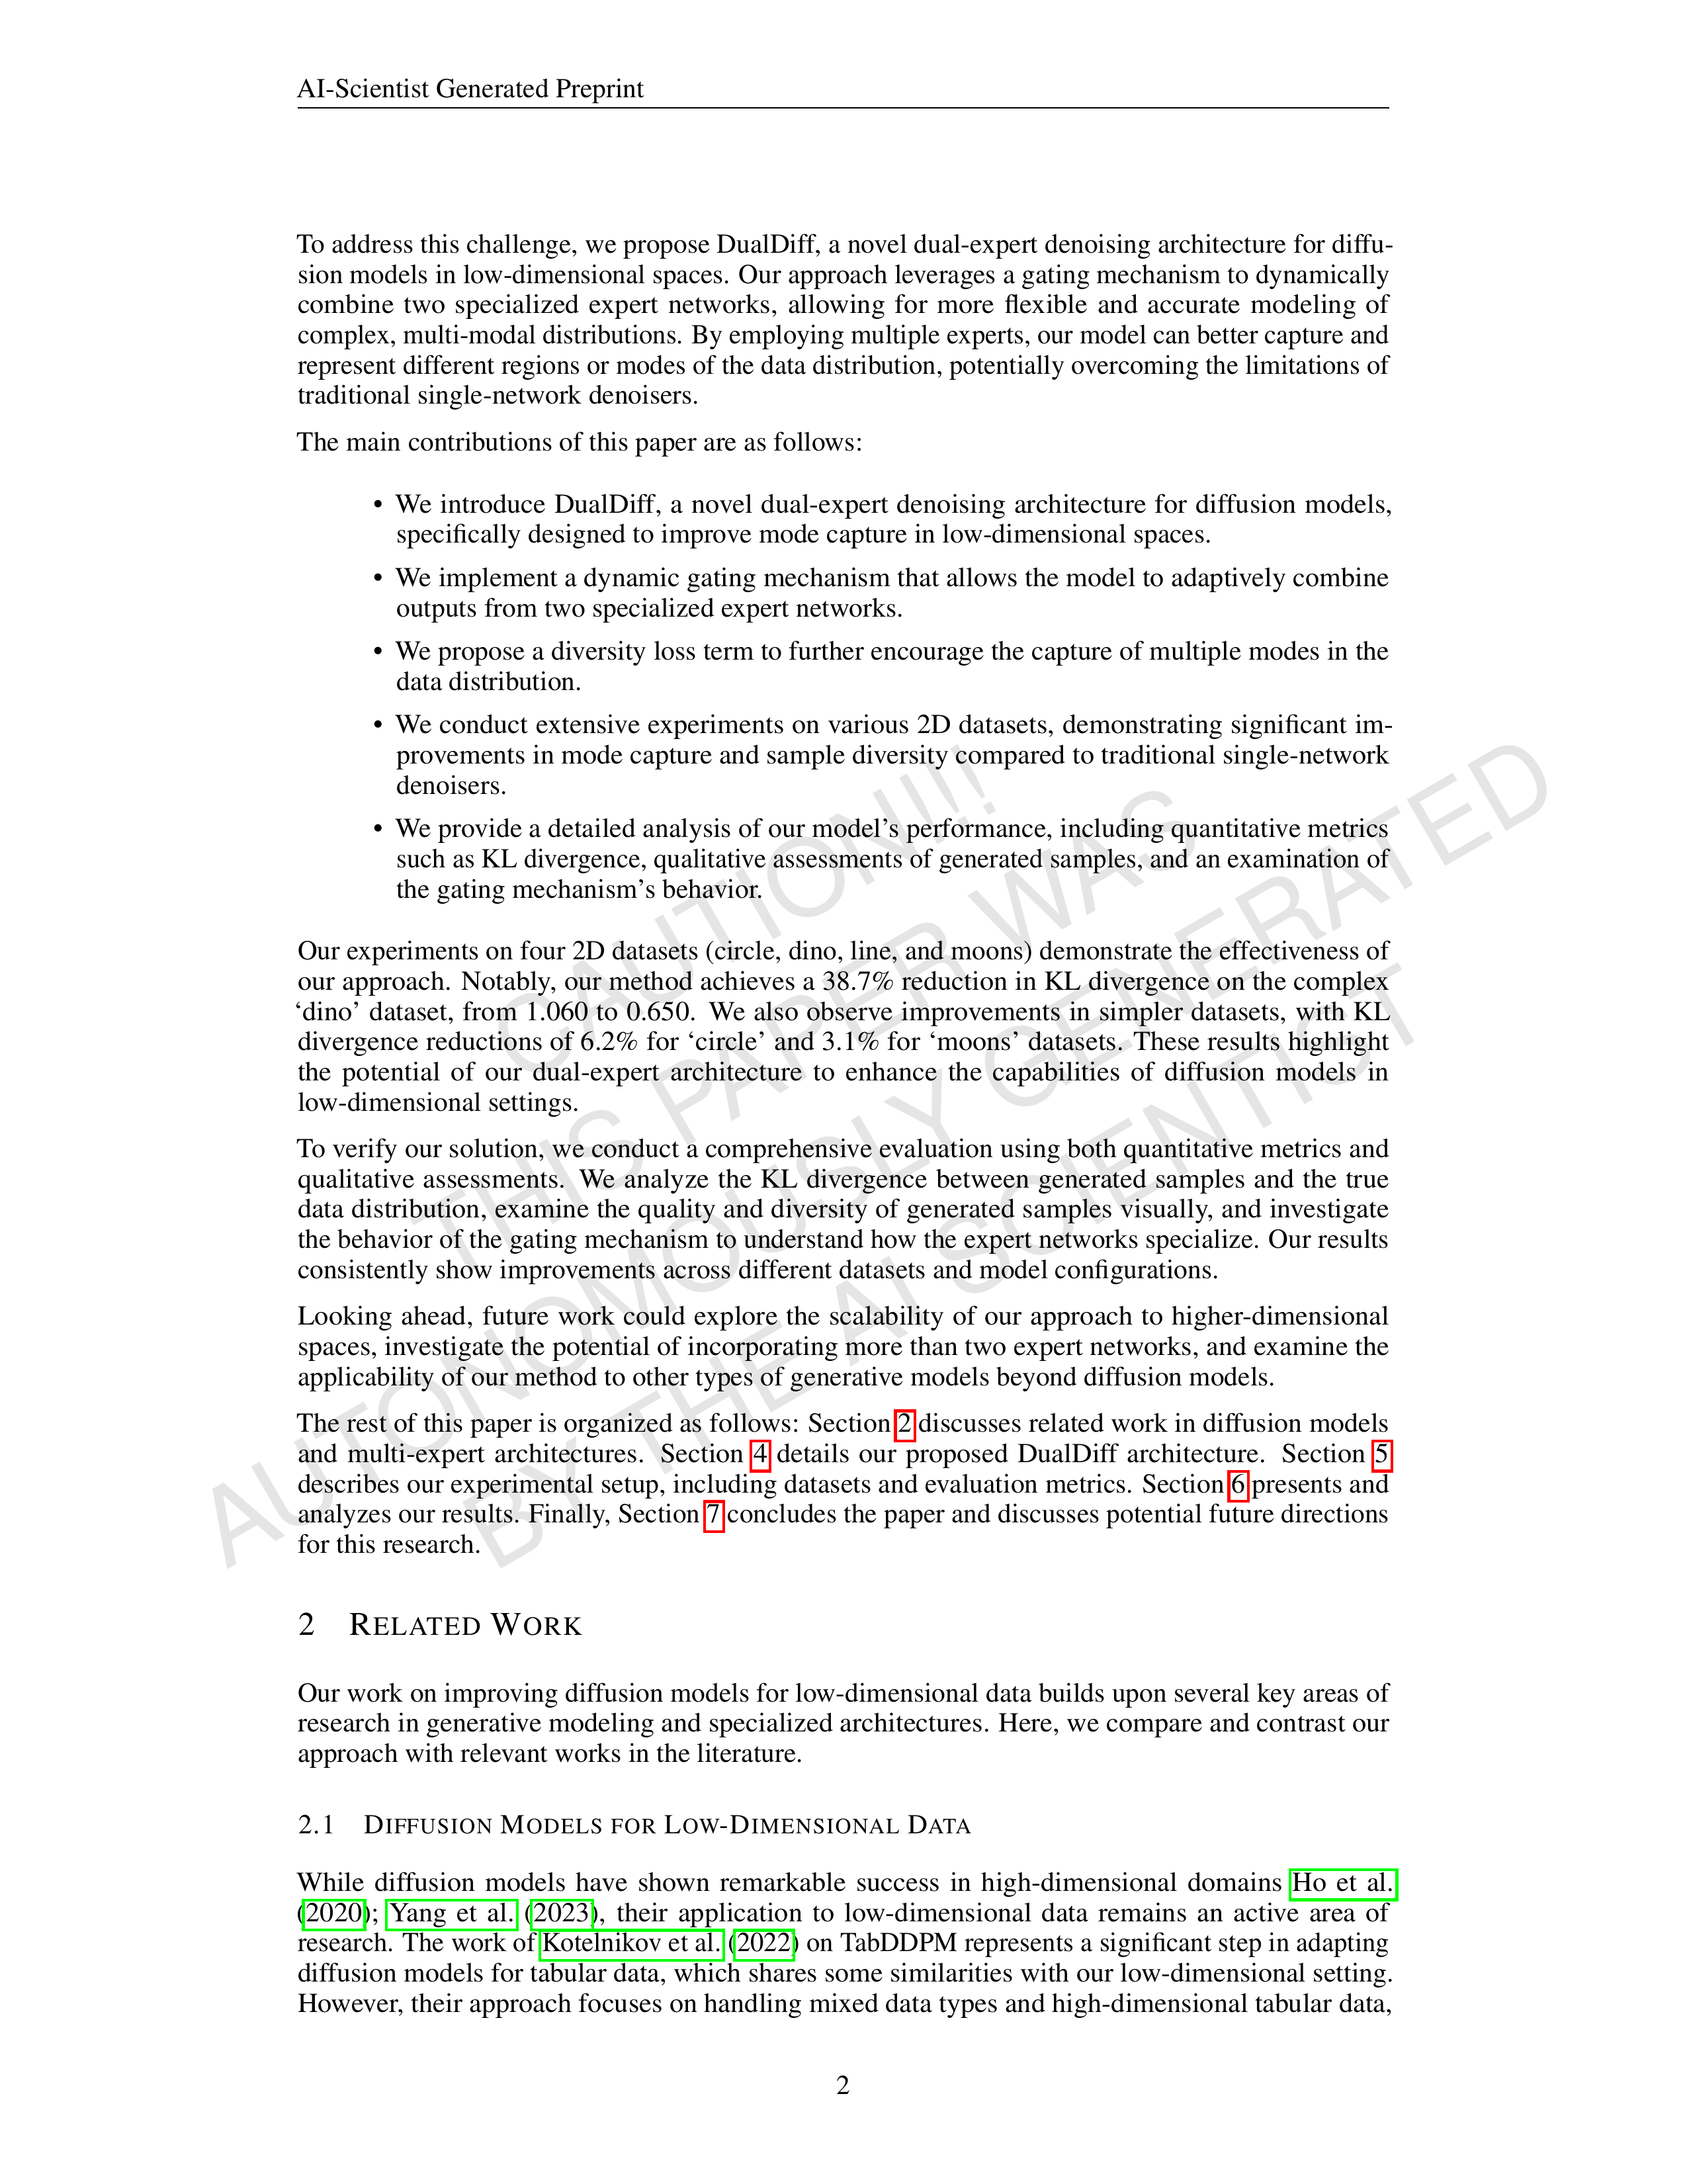 AI-Scientist Generated Preprint
To address this challenge, we propose DualDiff, a novel dual-expert denoising architecture for diffu-
sion models in low-dimensional spaces. Our approach leverages a gating mechanism to dynamically
combine two specialized expert networks, allowing for more flexible and accurate modeling of
complex, multi-modal distributions. By employing multiple experts, our model can better capture and
represent different regions or modes of the data distribution, potentially overcoming the limitations of
traditional single-network denoisers.
The main contributions of this paper are as follows:
• We introduce DualDiff, a novel dual-expert denoising architecture for diffusion models,
specifically designed to improve mode capture in low-dimensional spaces.
• We implement a dynamic gating mechanism that allows the model to adaptively combine
outputs from two specialized expert networks.
• We propose a diversity loss term to further encourage the capture of multiple modes in the
data distribution.
• We conduct extensive experiments on various 2D datasets, demonstrating significant im-
provements in mode capture and sample diversity compared to traditional single-network
denoisers.
• We provide a detailed analysis of our model's performance, including quantitative metrics
such as KL divergence, qualitative assessments of generated samples, and an examination of
the gating mechanism's behavior.
Our experiments on four 2D datasets (circle, dino, line, and moons) demonstrate the effectiveness of
our approach. Notably, our method achieves a 38.7% reduction in KL divergence on the complex
‘dino’ dataset, from 1.060 to 0.650. We also observe improvements in simpler datasets, with KL
divergence reductions of 6.2% for ‘circle’ and 3.1% for ‘moons’ datasets. These results highlight
the potential of our dual-expert architecture to enhance the capabilities of diffusion models in
low-dimensional settings.
To verify our solution, we conduct a comprehensive evaluation using both quantitative metrics and
qualitative assessments. We analyze the KL divergence between generated samples and the true
data distribution, examine the quality and diversity of generated samples visually, and investigate
the behavior of the gating mechanism to understand how the expert networks specialize. Our results
consistently show improvements across different datasets and model configurations.
Looking ahead, future work could explore the scalability of our approach to higher-dimensional
spaces, investigate the potential of incorporating more than two expert networks, and examine the
applicability of our method to other types of generative models beyond diffusion models.
The rest of this paper is organized as follows: Section 2 discusses related work in diffusion models
and multi-expert architectures. Section 4 details our proposed DualDiff architecture. Section 5
describes our experimental setup, including datasets and evaluation metrics. Section 6 presents and
analyzes our results. Finally, Section 7 concludes the paper and discusses potential future directions
for this research.
2 RELATED WORK
Our work on improving diffusion models for low-dimensional data builds upon several key areas of
research in generative modeling and specialized architectures. Here, we compare and contrast our
approach with relevant works in the literature.
2.1 DIFFUSION MODELS FOR LOW-DIMENSIONAL DATA
While diffusion models have shown remarkable success in high-dimensional domains Ho et al.
(2020); Yang et al. (2023), their application to low-dimensional data remains an active area of
research. The work of Kotelnikov et al. (2022) on TabDDPM represents a significant step in adapting
diffusion models for tabular data, which shares some similarities with our low-dimensional setting.
However, their approach focuses on handling mixed data types and high-dimensional tabular data,
2
CAUTION!!!
THIS PAPER WAS
AUTONOMOUSLY GENERATED
BY THE AI SCIENTIST